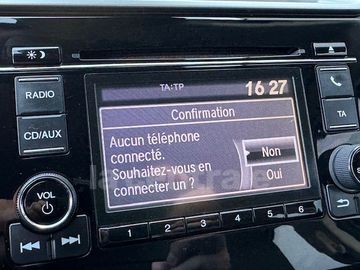 TA:TP
16 27
RADIO
Confirmation
CD/AUX
TA
Aucun téléphone
connecté.
Souhaitez-vous en
connecter un ?
Non
Oui
VOL
1 2 3 4 5 6